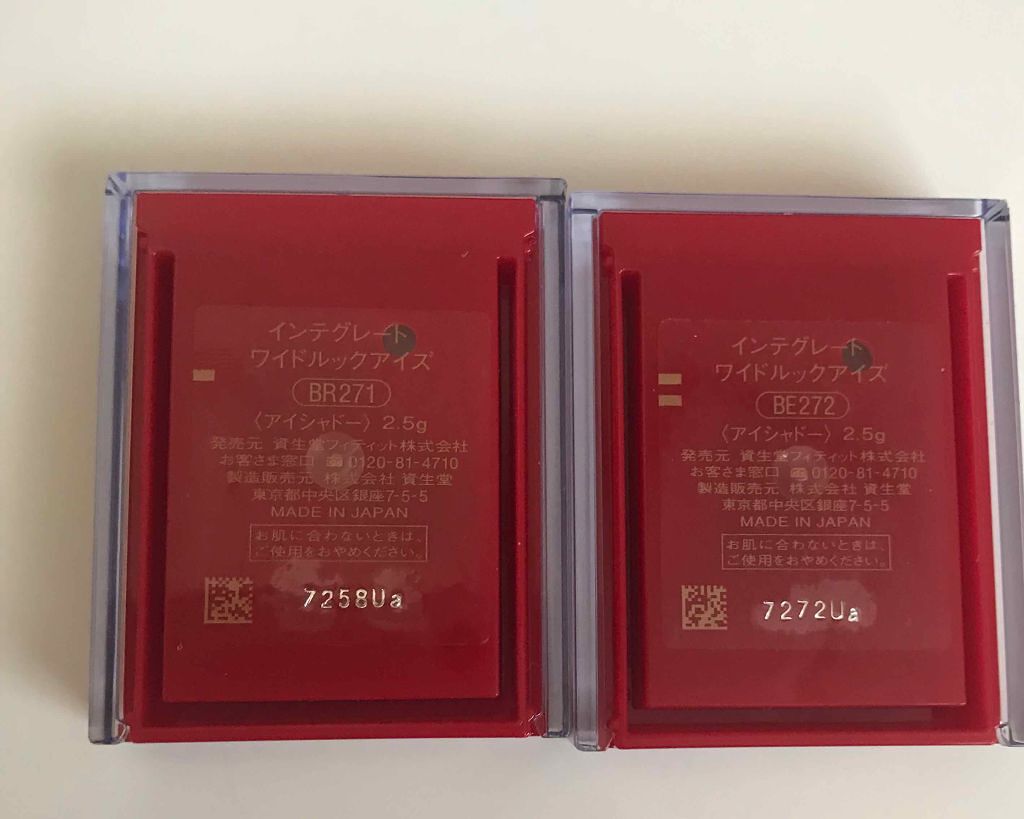 インテグレート
ワイドルックアイズ
BR271
〈アイシャドー〉2.5g
発売元 資生堂フィティット株式会社
お客さま窓口 ☎0120-81-4710
製造販売元 株式会社 資生堂
東京都中央区銀座7-5-5
MADE IN JAPAN
お肌に合わないときは、
ご使用をおやめください。
7258Ua
インテグレート
ワイドルックアイズ
BE272
〈アイシャドー〉2.5g
発売元 資生堂フィティット株式会社
お客さま窓口 ☎0120-81-4710
製造販売元 株式会社 資生堂
東京都中央区銀座7-5-5
MADE IN JAPAN
お肌に合わないときは、
ご使用をおやめください。
7272Ua